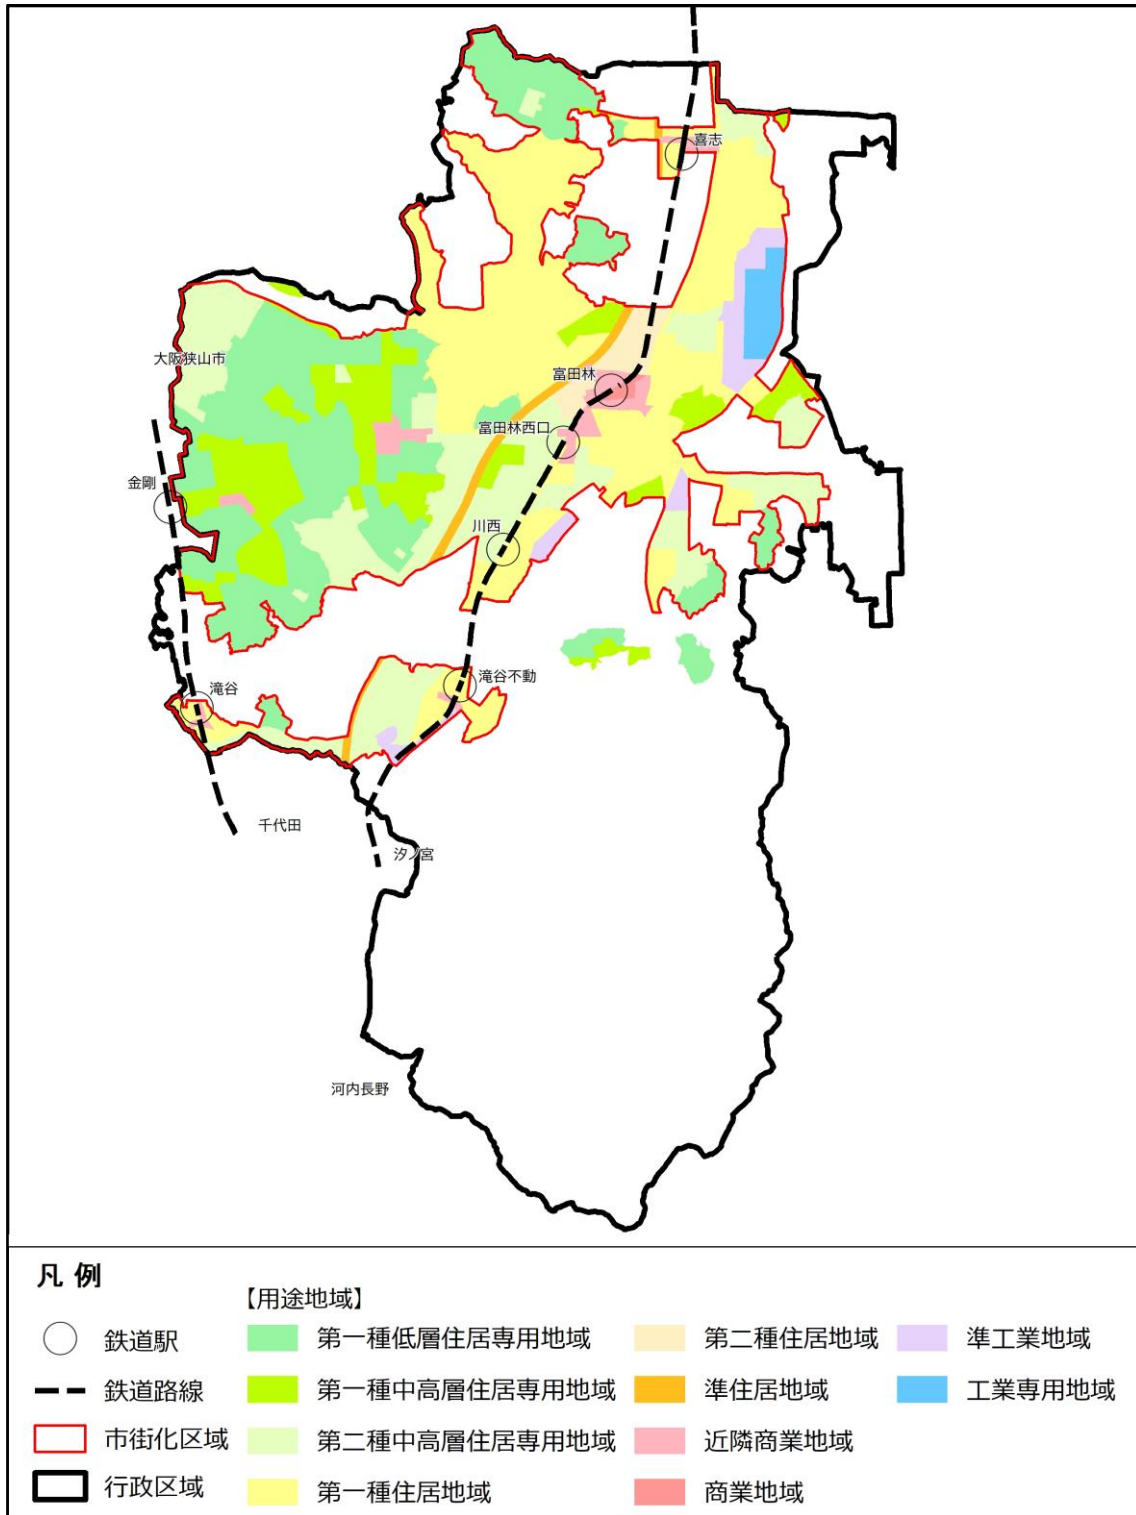 喜志
大阪狭山市
富田林
富田林西口
金剛
川西
滝谷不動
滝谷
千代田
汐ノ宮
河内長野
凡 例
【用途地域】
鉄道駅
第一種低層住居専用地域
第二種住居地域
準工業地域
鉄道路線
第一種中高層住居専用地域
準住居地域
工業専用地域
市街化区域
第二種中高層住居専用地域
近隣商業地域
行政区域
第一種住居地域
商業地域